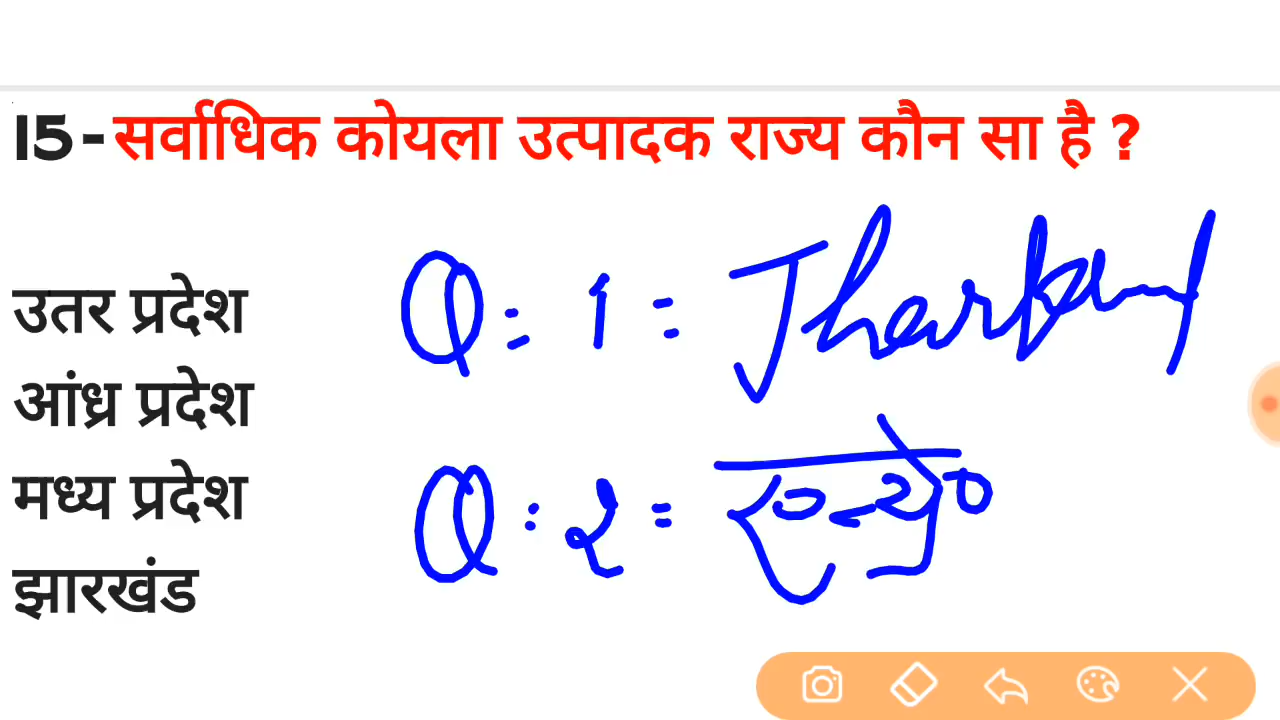 15- सर्वाधिक कोयला उत्पादक राज्य कौन सा है ?
उतर प्रदेश
Q = 1 = Jharkhand
आंध्र प्रदेश
मध्य प्रदेश
Q : 2 =
झारखंड